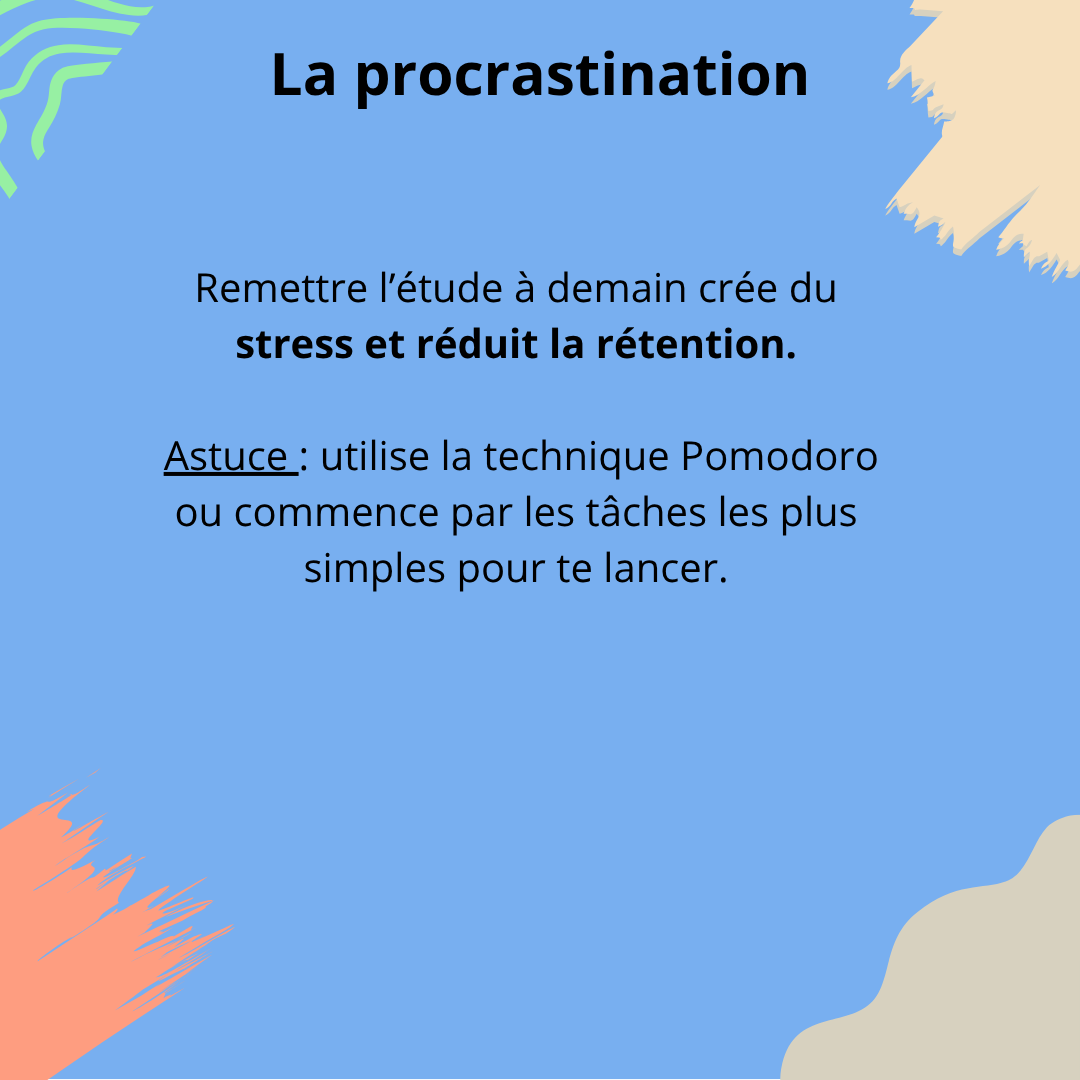 La procrastination
Remettre l’étude à demain crée du
stress et réduit la rétention.
Astuce : utilise la technique Pomodoro
ou commence par les tâches les plus
simples pour te lancer.